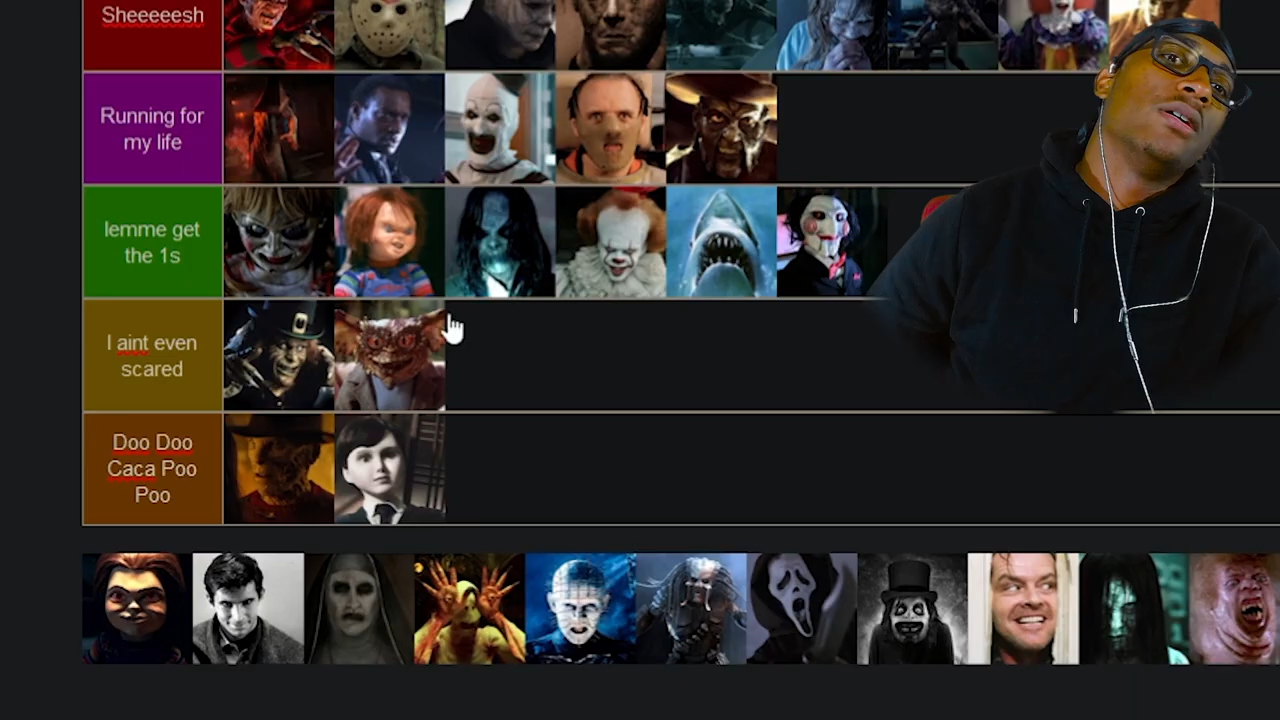 Sheeeeesh
Running for
my life
lemme get
the 1s
I aint even
scared
Doo Doo
Caca Poo
Poo